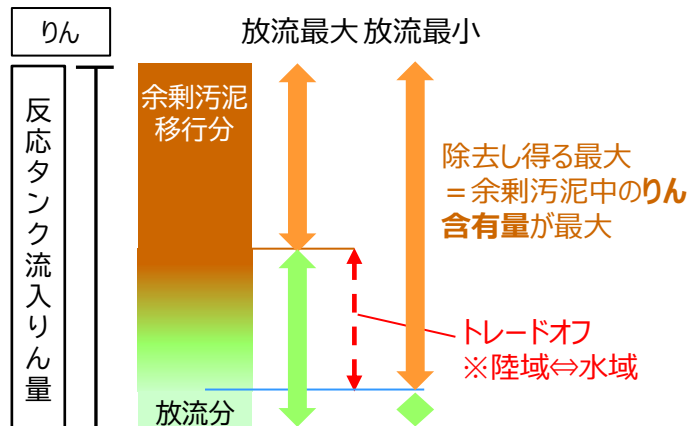 りん
放流最大 放流最小
反応タンク流入りん量
余剰汚泥
移行分
除去し得る最大
=余剰汚泥中のりん
含有量が最大
トレードオフ
※陸域⇔水域
放流分